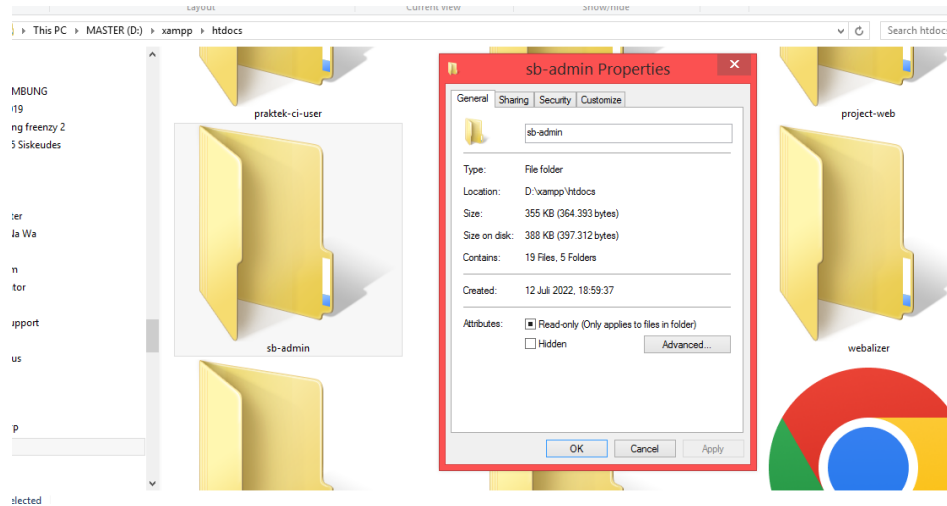 Layout Current view Show/hide
This PC MASTER (D:) xampp htdocs
Search htdocs
MBUNG
ng freenzy 2
5 Siskeudes
la Wa
itor
upport
us
elected
praktek-ci-user
sb-admin
project-web
webalizer
sb-admin Properties
General Sharing Security Customize
sb-admin
Type: File folder
Location: D:\xampp\htdocs
Size: 355 KB (364.393 bytes)
Size on disk: 388 KB (397.312 bytes)
Contains: 19 Files, 5 Folders
Created: 12 Juli 2022, 18:59:37
Attributes: Read-only (Only applies to files in folder)
Hidden Advanced...
OK Cancel Apply